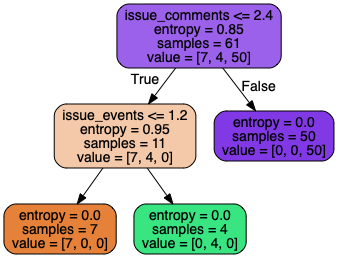 issue_comments <= 2.4
entropy = 0.85
samples = 61
value = [7, 4, 50]
True
False
issue_events <= 1.2
entropy = 0.95
samples = 11
value = [7, 4, 0]
entropy = 0.0
samples = 50
value = [0, 0, 50]
entropy = 0.0
samples = 7
value = [7, 0, 0]
entropy = 0.0
samples = 4
value = [0, 4, 0]